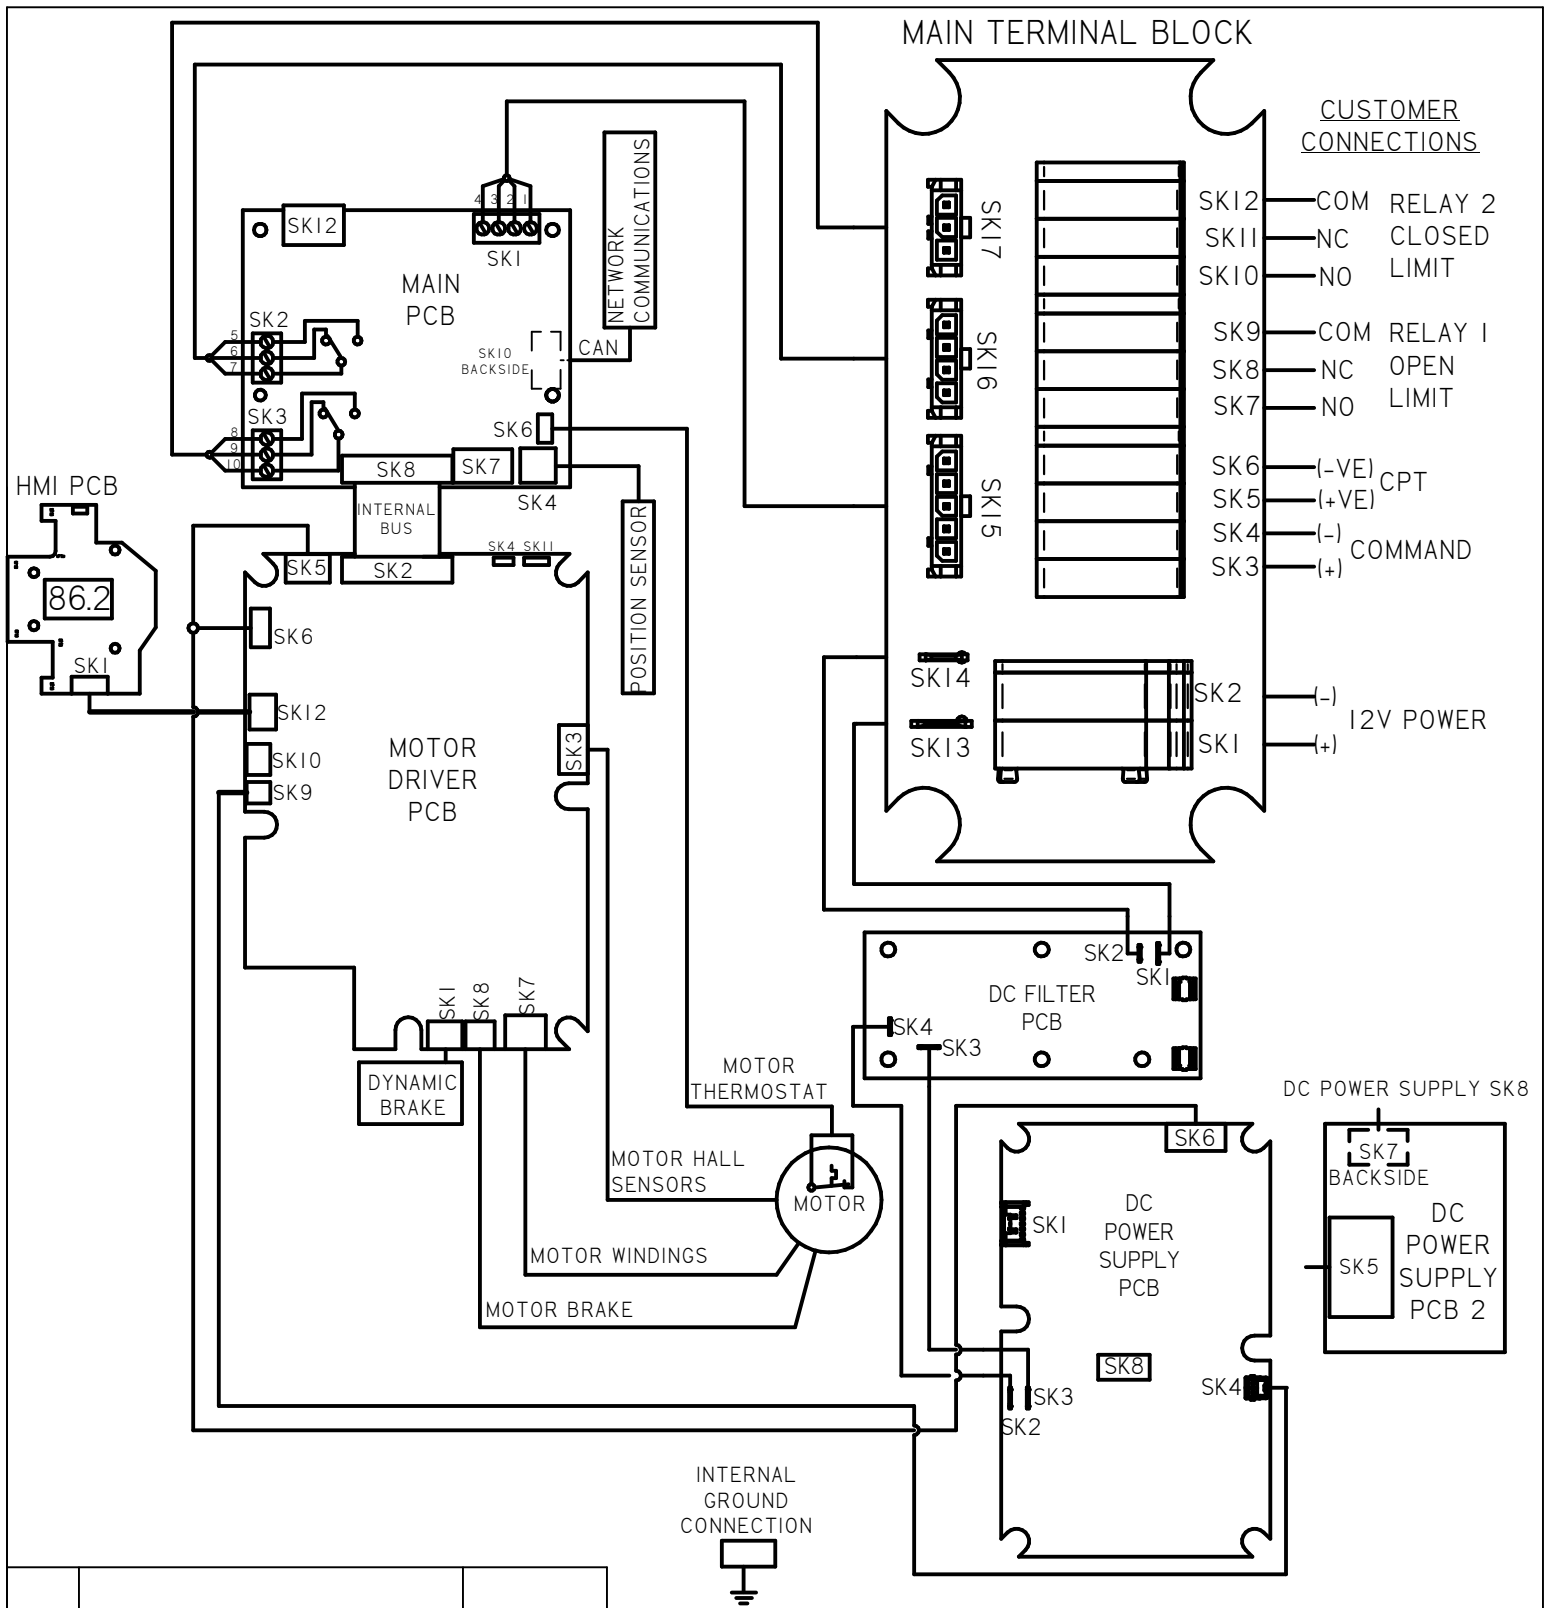 MAIN TERMINAL BLOCK
CUSTOMER
CONNECTIONS
SK17
SK16
SK15
SK14
SK13
SK12 COM RELAY 2
SK11 NC CLOSED
SK10 NO LIMIT
SK9 COM RELAY 1
SK8 NC OPEN
SK7 NO LIMIT
SK6 (-VE) CPT
SK5 (+VE)
SK4 (-) COMMAND
SK3 (+)
SK2 (-) 12V POWER
SK1 (+)
NETWORK
COMMUNICATIONS
CAN
SK12
4 3 2 1
SK1
MAIN
PCB
SK2
5
6
7
SK10
BACKSIDE
SK3
8
9
10
SK6
SK8
SK7
SK4
INTERNAL
BUS
POSITION SENSOR
HMI PCB
86.2
SK1
SK5
SK2
SK4 SK11
SK6
SK12
SK10
SK9
SK3
MOTOR
DRIVER
PCB
SK1
SK8
SK7
DYNAMIC
BRAKE
MOTOR
THERMOSTAT
MOTOR HALL
SENSORS
MOTOR
MOTOR WINDINGS
MOTOR BRAKE
SK2
SK1
DC FILTER
PCB
SK4
SK3
SK6
SK1
DC
POWER
SUPPLY
PCB
SK8
SK3
SK2
SK4
DC POWER SUPPLY SK8
SK7
BACKSIDE
SK5
DC
POWER
SUPPLY
PCB 2
INTERNAL
GROUND
CONNECTION